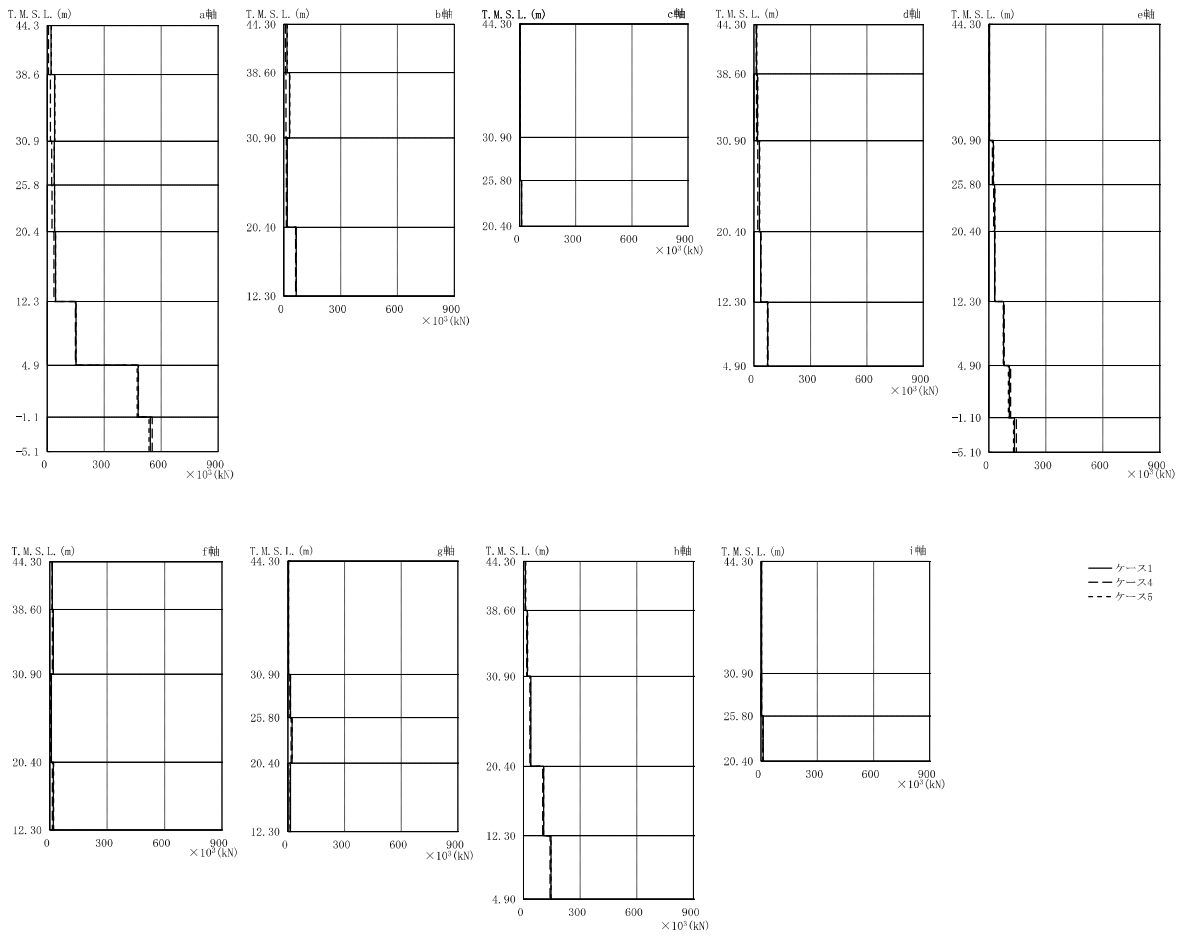 T.M.S.L.(m) a軸
44.3
38.6
30.9
25.8
20.4
12.3
4.9
-1.1
-5.1
0 300 600 900
×10³(kN)
T.M.S.L.(m) b軸
44.30
38.60
30.90
20.40
12.30
0 300 600 900
×10³(kN)
T.M.S.L.(m) c軸
44.30
30.90
25.80
20.40
0 300 600 900
×10³(kN)
T.M.S.L.(m) d軸
44.30
38.60
30.90
20.40
12.30
4.90
0 300 600 900
×10³(kN)
T.M.S.L.(m) e軸
44.30
30.90
25.80
20.40
12.30
4.90
-1.10
-5.10
0 300 600 900
×10³(kN)
T.M.S.L.(m) f軸
44.30
38.60
30.90
20.40
12.30
0 300 600 900
×10³(kN)
T.M.S.L.(m) g軸
44.30
30.90
25.80
20.40
12.30
0 300 600 900
×10³(kN)
T.M.S.L.(m) h軸
44.30
38.60
30.90
20.40
12.30
4.90
0 300 600 900
×10³(kN)
T.M.S.L.(m) i軸
44.30
30.90
25.80
20.40
0 300 600 900
×10³(kN)
ケース1
ケース4
ケース5